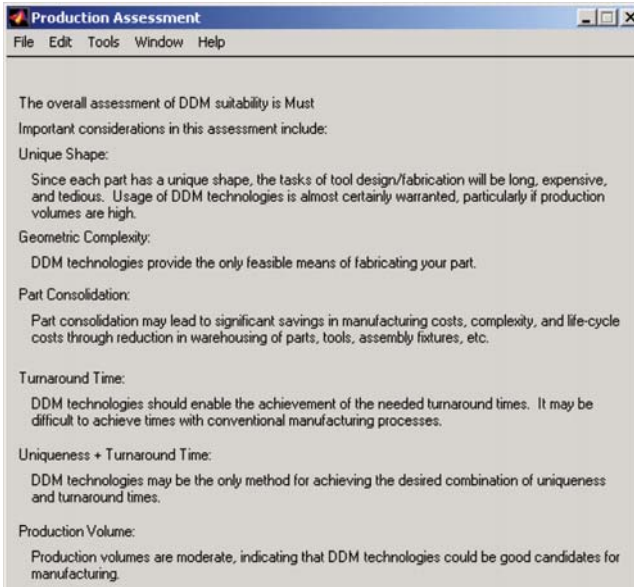 Production Assessment
File Edit Tools Window Help
The overall assessment of DDM suitability is Must
Important considerations in this assessment include:
Unique Shape:
Since each part has a unique shape, the tasks of tool design/fabrication will be long, expensive,
and tedious. Usage of DDM technologies is almost certainly warranted, particularly if production
volumes are high.
Geometric Complexity:
DDM technologies provide the only feasible means of fabricating your part.
Part Consolidation:
Part consolidation may lead to significant savings in manufacturing costs, complexity, and life-cycle
costs through reduction in warehousing of parts, tools, assembly fixtures, etc.
Turnaround Time:
DDM technologies should enable the achievement of the needed turnaround times. It may be
difficult to achieve times with conventional manufacturing processes.
Uniqueness + Turnaround Time:
DDM technologies may be the only method for achieving the desired combination of uniqueness
and turnaround times.
Production Volume:
Production volumes are moderate, indicating that DDM technologies could be good candidates for
manufacturing.